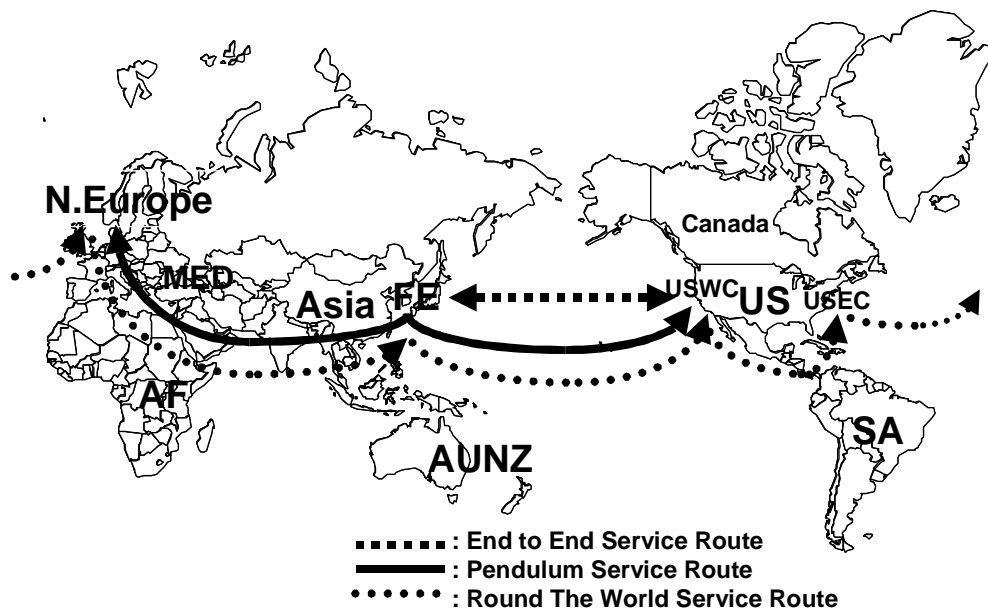 N.Europe
Canada
MED
USWC
Asia
FE
US
USEC
AF
SA
AUNZ
: End to End Service Route
: Pendulum Service Route
: Round The World Service Route